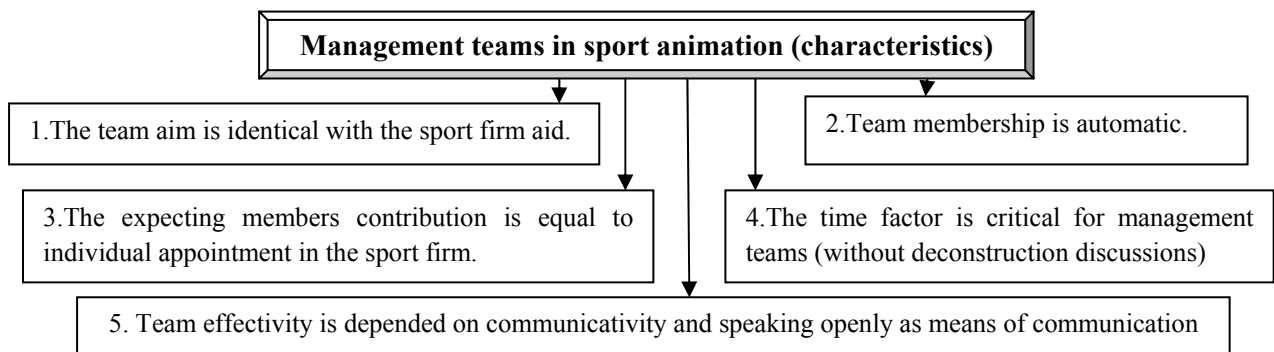 Management teams in sport animation (characteristics)
1.The team aim is identical with the sport firm aid.
2.Team membership is automatic.
3.The expecting members contribution is equal to
individual appointment in the sport firm.
4.The time factor is critical for management
teams (without deconstruction discussions)
5. Team effectivity is depended on communicativity and speaking openly as means of communication